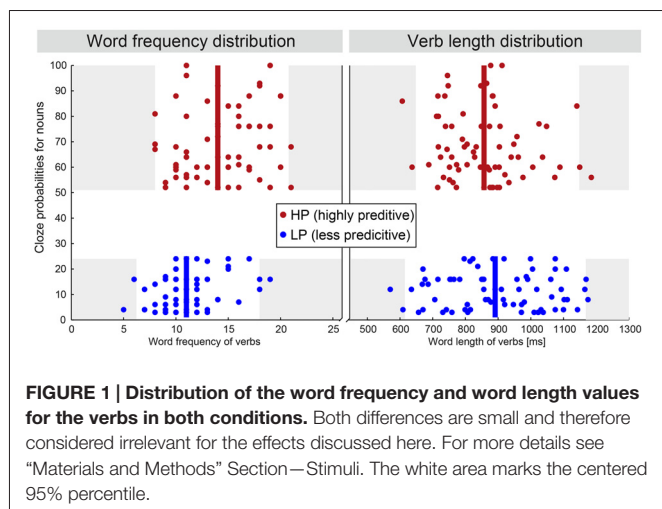 Word frequency distribution
Verb length distribution
Cloze probabilities for nouns
100
90
80
70
60
50
40
30
20
10
0
HP (highly preditive)
LP (less predicitive)
0 5 10 15 20 25
500 600 700 800 900 1000 1100 1200 1300
Word frequency of verbs
Word length of verbs [ms]
FIGURE 1 | Distribution of the word frequency and word length values
for the verbs in both conditions. Both differences are small and therefore
considered irrelevant for the effects discussed here. For more details see
“Materials and Methods” Section—Stimuli. The white area marks the centered
95% percentile.